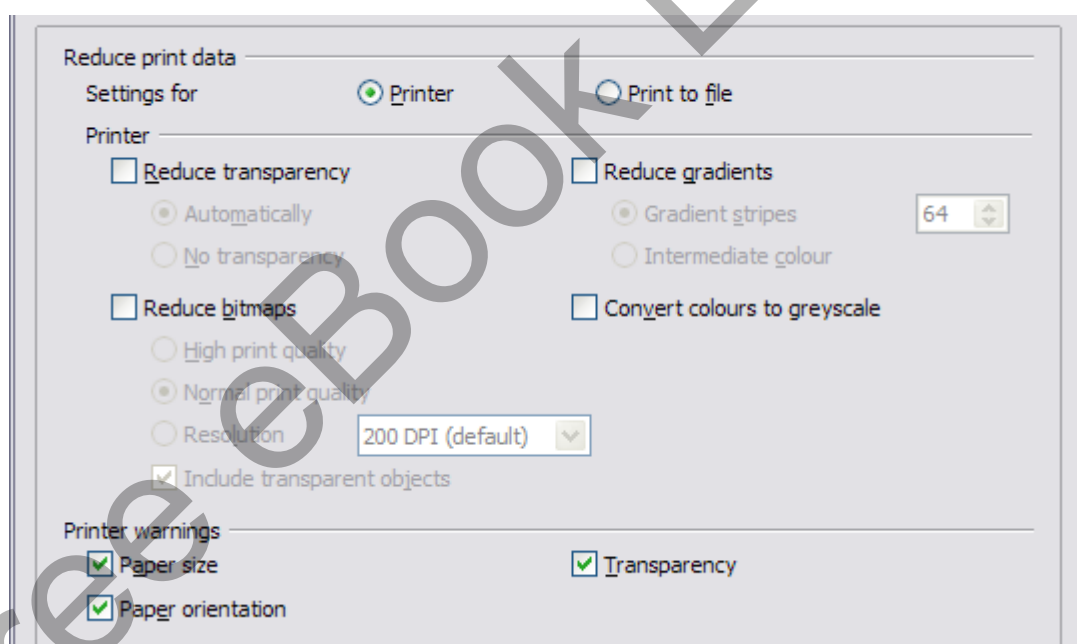 Reduce print data
Settings for Printer Print to file
Printer
Reduce transparency Reduce gradients
Automatically Gradient stripes 64
No transparency Intermediate colour
Reduce bitmaps Convert colours to greyscale
High print quality
Normal print quality
Resolution 200 DPI (default)
Include transparent objects
Printer warnings
Paper size Transparency
Paper orientation
eBook